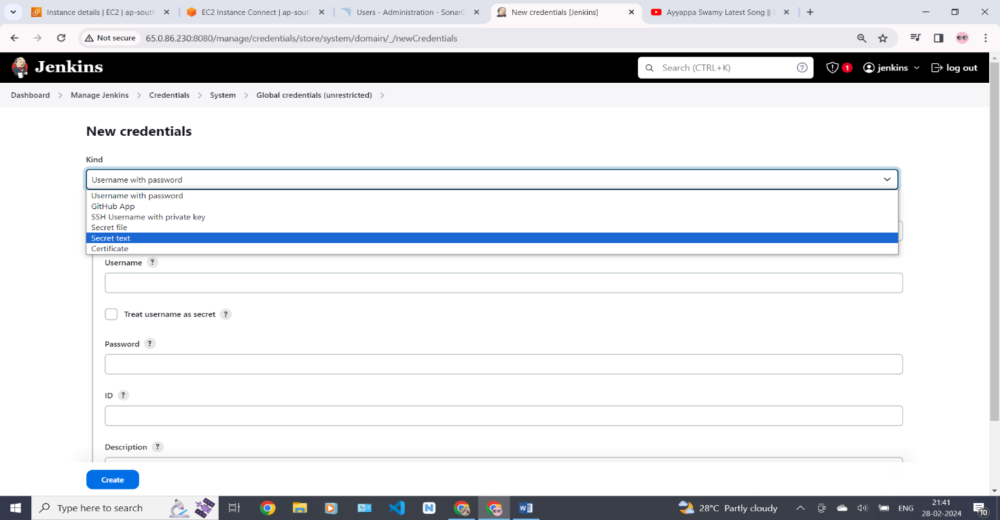 Instance details | EC2 | ap-south
EC2 Instance Connect | ap-sout
Users - Administration - SonarQ
New credentials [Jenkins]
Ayyappa Swamy Latest Song ||
Not secure
65.0.86.230:8080/manage/credentials/store/system/domain/_/newCredentials
Jenkins
Search (CTRL+K)
?
1
jenkins
log out
Dashboard
Manage Jenkins
Credentials
System
Global credentials (unrestricted)
New credentials
Kind
Username with password
Username with password
GitHub App
SSH Username with private key
Secret file
Secret text
Certificate
Username ?
Treat username as secret ?
Password ?
ID ?
Description ?
Create
Type here to search
28°C Partly cloudy
ENG
21:41
28-02-2024
10